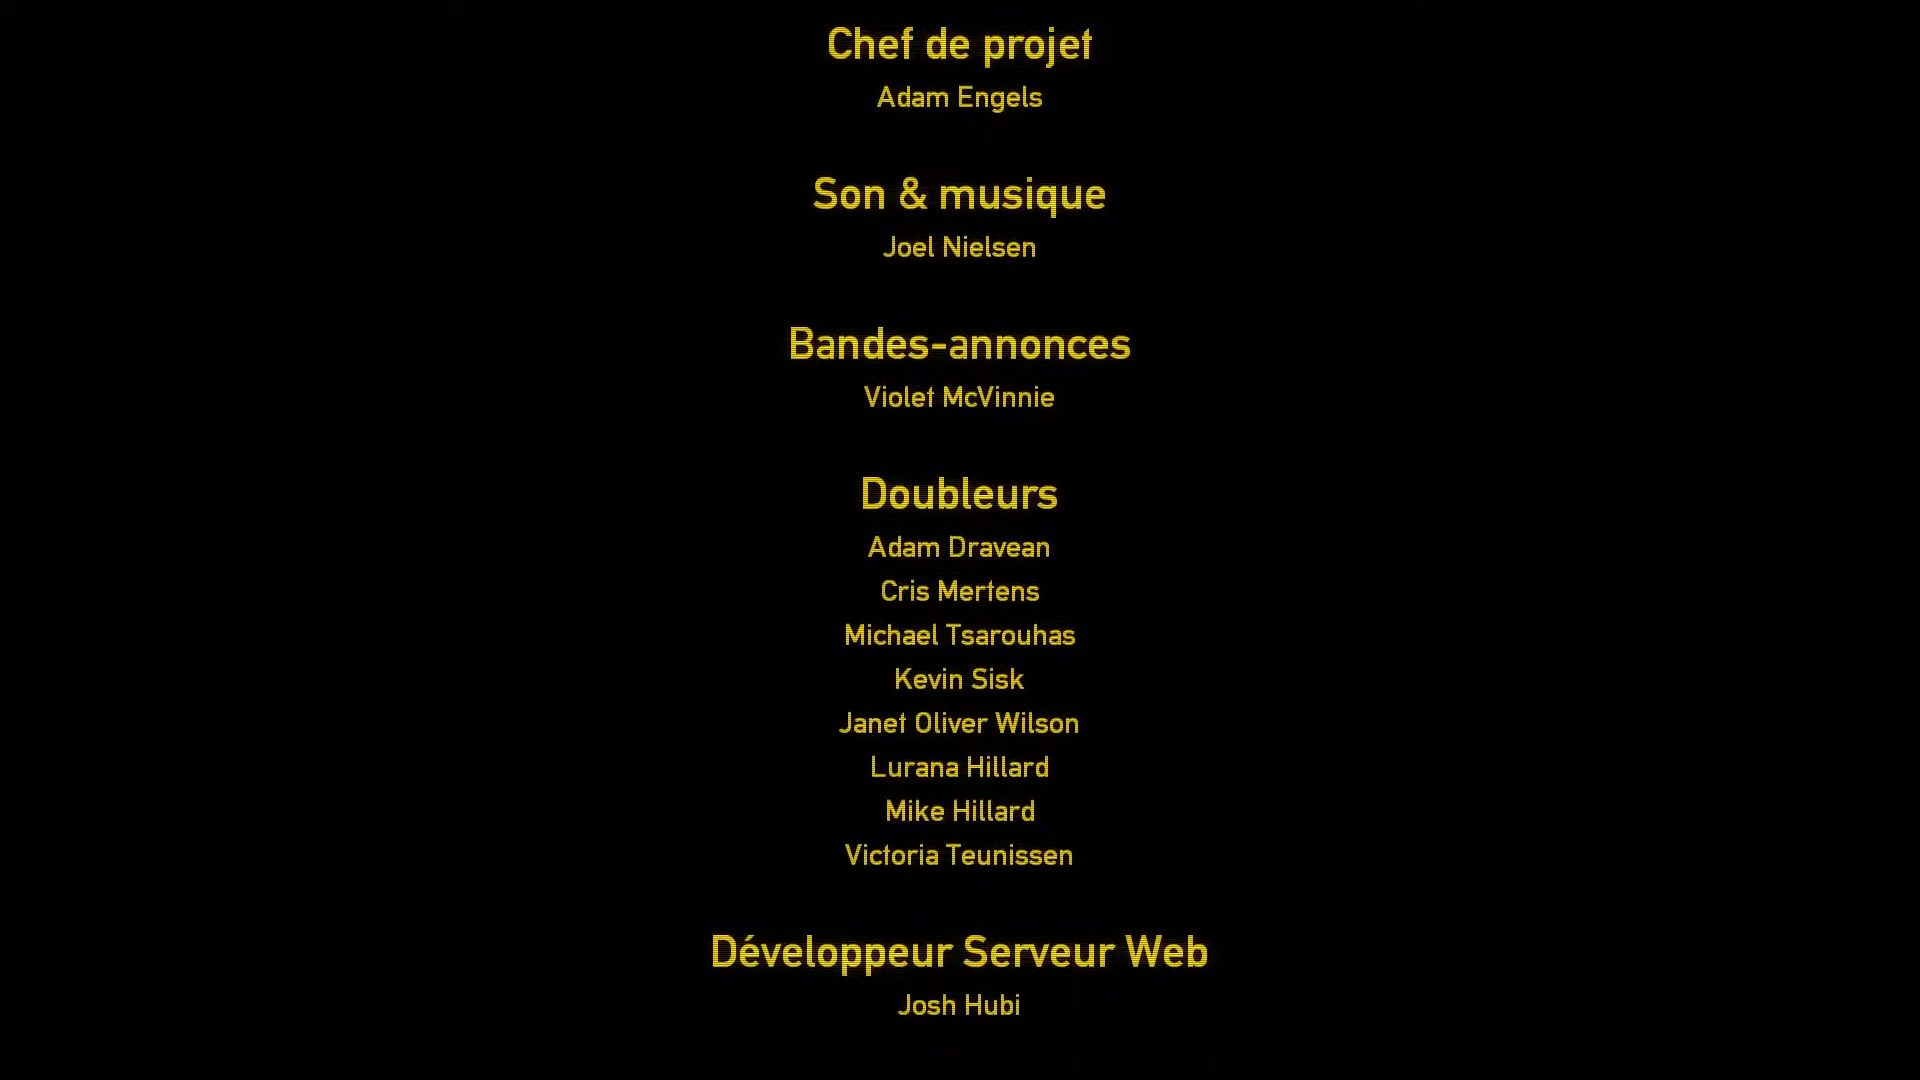 Chef de projet
Adam Engels
Son & musique
Joel Nielsen
Bandes-annonces
Violet McVinnie
Doubleurs
Adam Dravean
Cris Mertens
Michael Tsarouhas
Kevin Sisk
Janet Oliver Wilson
Lurana Hillard
Mike Hillard
Victoria Teunissen
Développeur Serveur Web
Josh Hubi